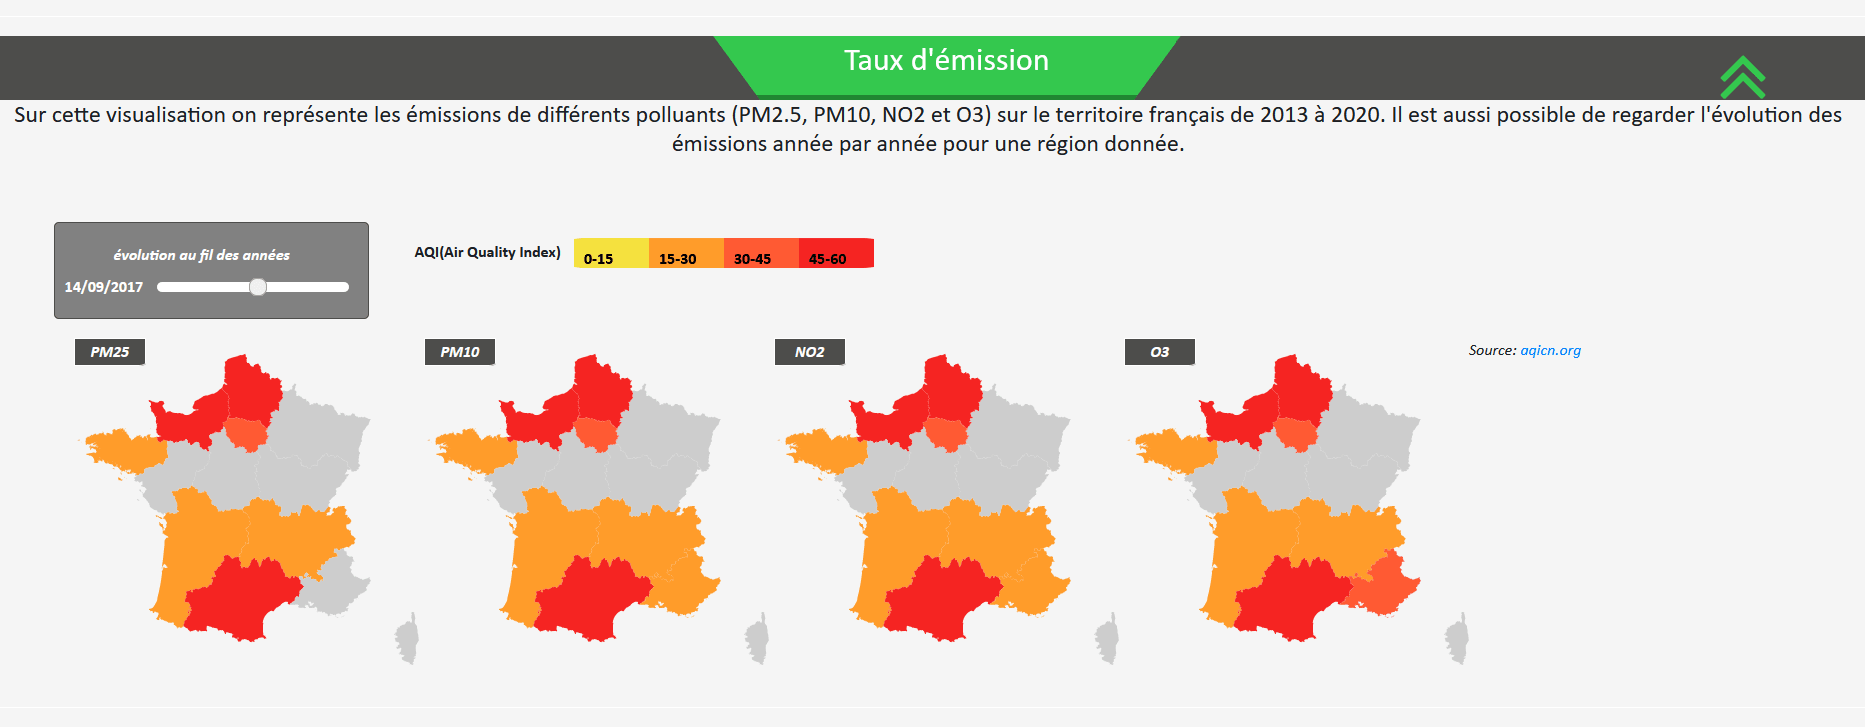 Taux d'émission
Sur cette visualisation on représente les émissions de différents polluants (PM2.5, PM10, NO2 et O3) sur le territoire français de 2013 à 2020. Il est aussi possible de regarder l'évolution des
émissions année par année pour une région donnée.
évolution au fil des années
14/09/2017
AQI(Air Quality Index)
0-15 15-30 30-45 45-60
PM25 PM10 NO2 O3
Source: aqicn.org